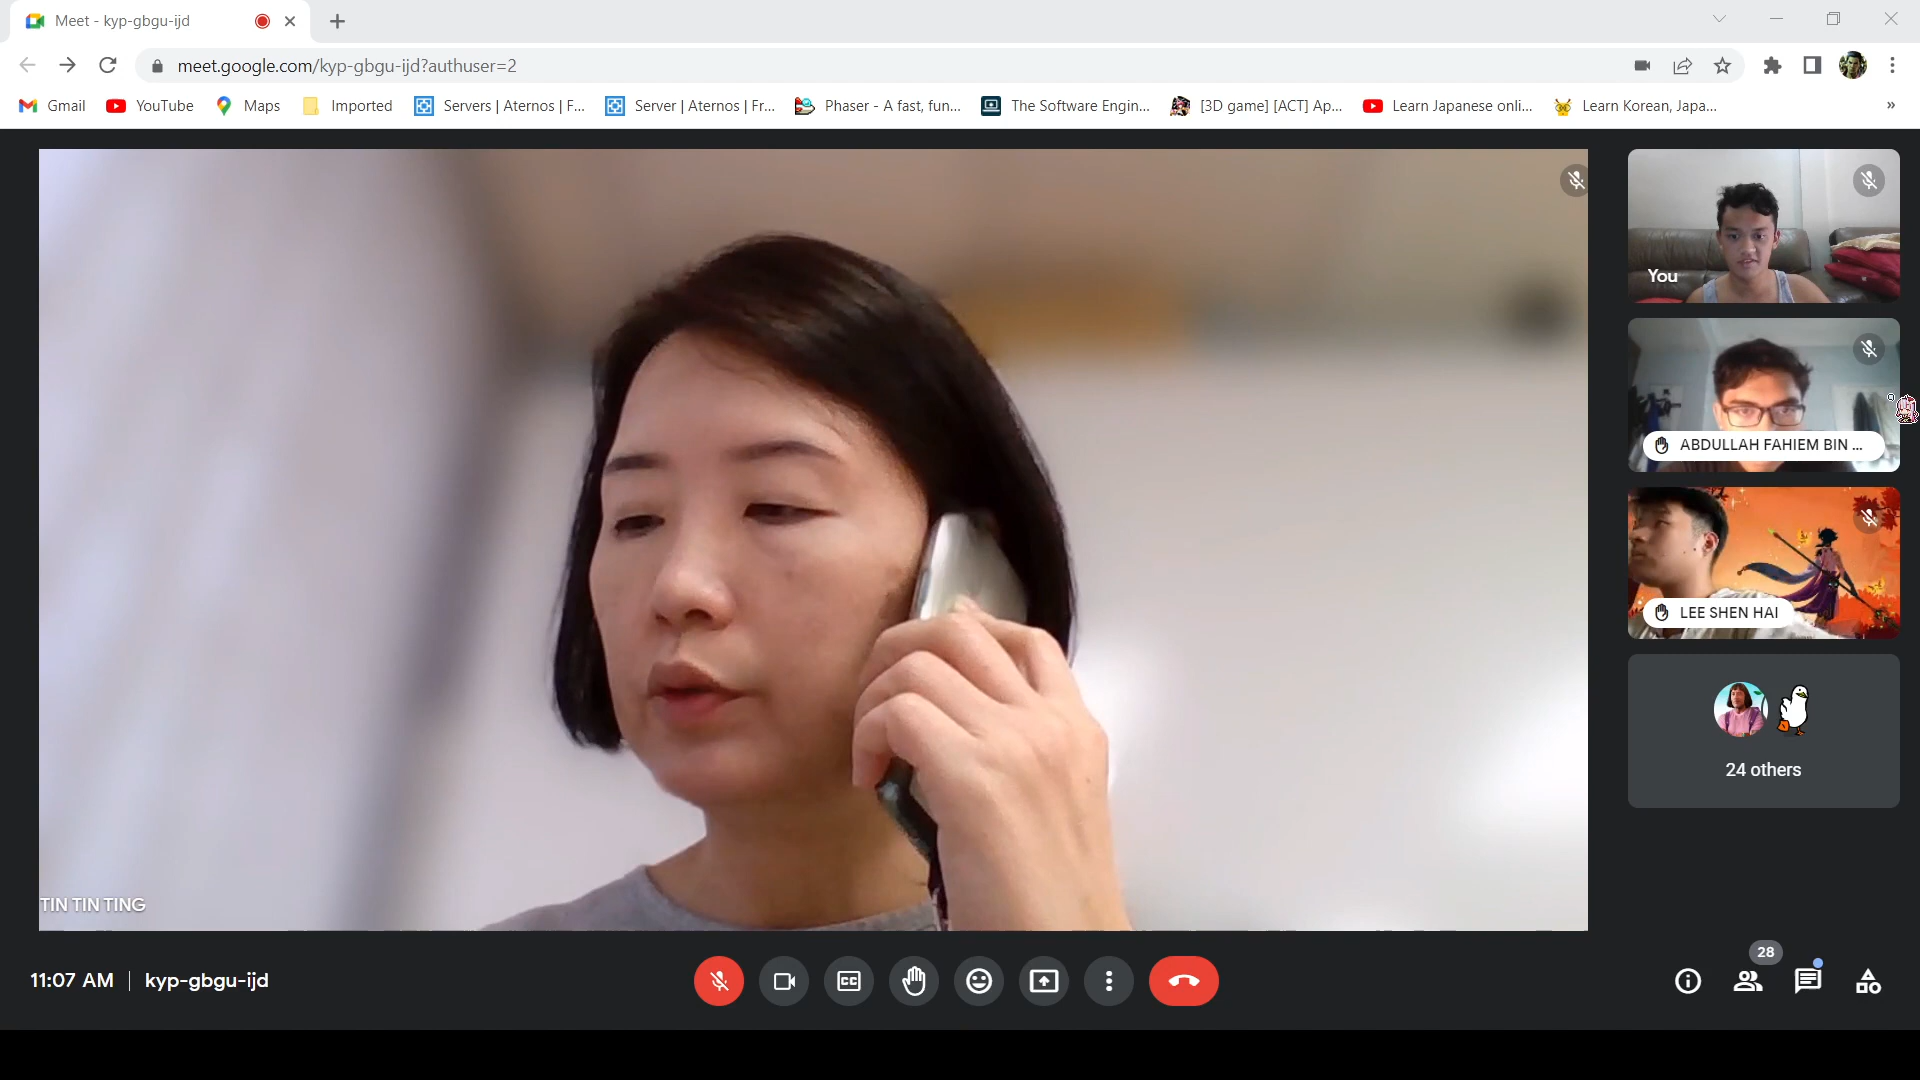 Meet - kyp-gbgu-ijd
meet.google.com/kyp-gbgu-ijd?authuser=2
Gmail
YouTube
Maps
Imported
Servers | Aternos | F...
Server | Aternos | Fr...
Phaser - A fast, fun...
The Software Engin...
[3D game] [ACT] Ap...
Learn Japanese onli...
Learn Korean, Japa...
»
You
ABDULLAH FAHIEM BIN ...
LEE SHEN HAI
24 others
TIN TIN TING
11:07 AM | kyp-gbgu-ijd
CC
28